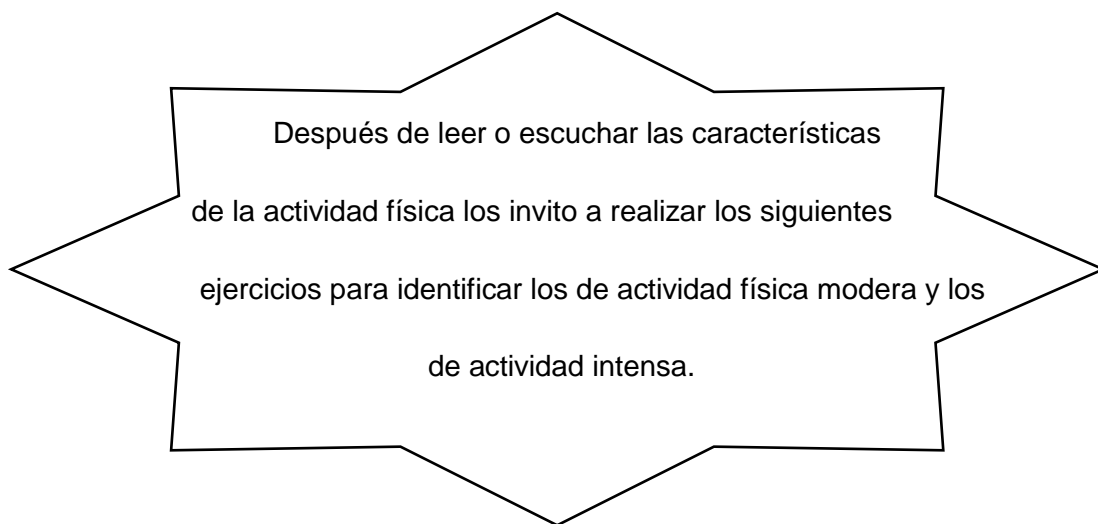 Después de leer o escuchar las características
de la actividad física los invito a realizar los siguientes
ejercicios para identificar los de actividad física modera y los
de actividad intensa.